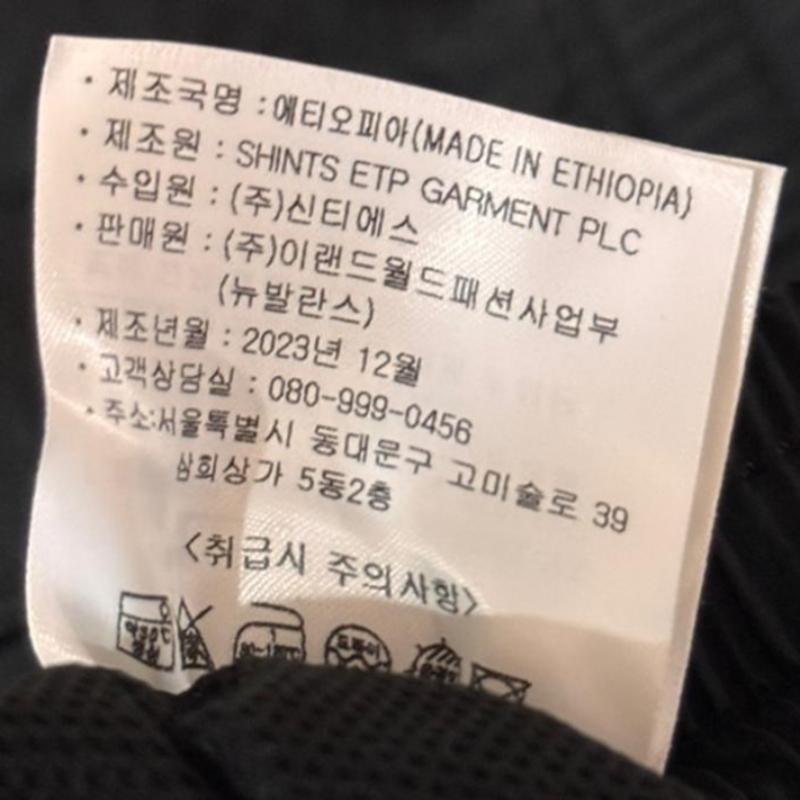 · 제조국명 : 에티오피아(MADE IN ETHIOPIA)
· 제조원 : SHINTS ETP GARMENT PLC
· 수입원 : (주)신티에스
· 판매원 : (주)이랜드월드패션사업부
(뉴발란스)
· 제조년월 : 2023년 12월
· 고객상담실 : 080-999-0456
· 주소:서울특별시 동대문구 고미술로 39
삼희상가 5동2층
<취급시 주의사항>